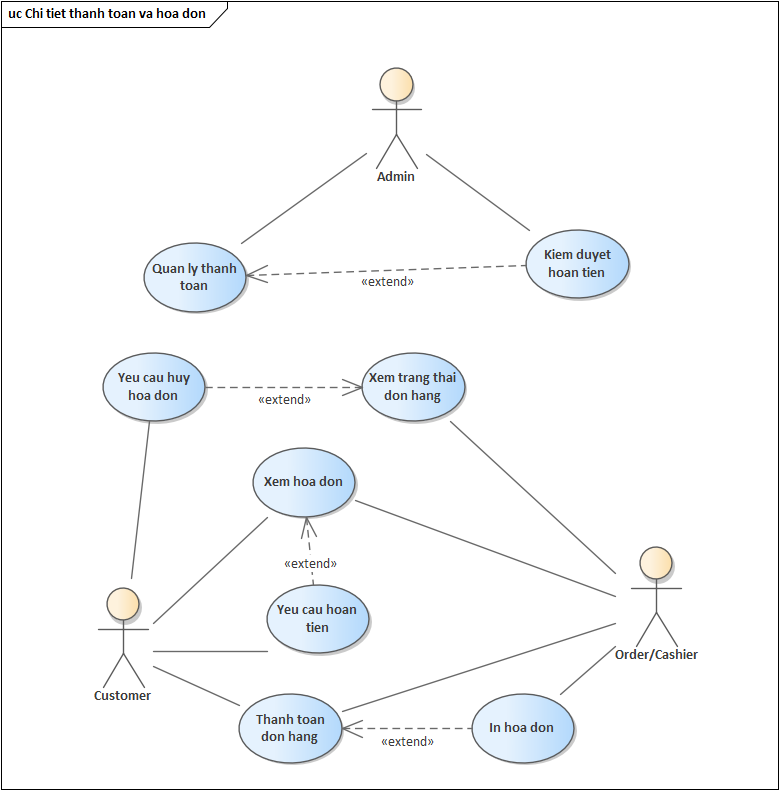 uc Chi tiet thanh toan va hoa don
Admin
Quan ly thanh
toan
Kiem duyet
hoan tien
«extend»
Yeu cau huy
hoa don
Xem trang thai
don hang
«extend»
Xem hoa don
«extend»
Yeu cau hoan
tien
Customer
Order/Cashier
Thanh toan
don hang
In hoa don
«extend»